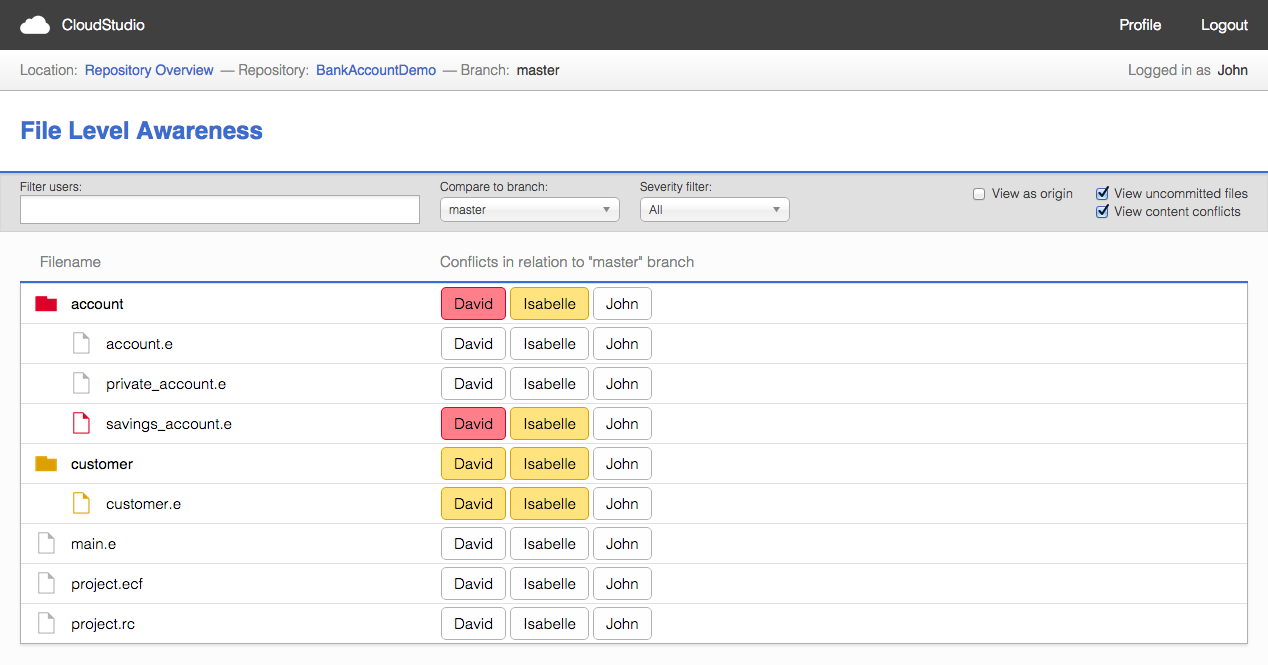 CloudStudio Profile Logout
Location: Repository Overview — Repository: BankAccountDemo — Branch: master Logged in as John
File Level Awareness
Filter users: Compare to branch: Severity filter:
master All
View as origin View uncommitted files
View content conflicts
Filename Conflicts in relation to "master" branch
account David Isabelle John
account.e David Isabelle John
private_account.e David Isabelle John
savings_account.e David Isabelle John
customer David Isabelle John
customer.e David Isabelle John
main.e David Isabelle John
project.ecf David Isabelle John
project.rc David Isabelle John